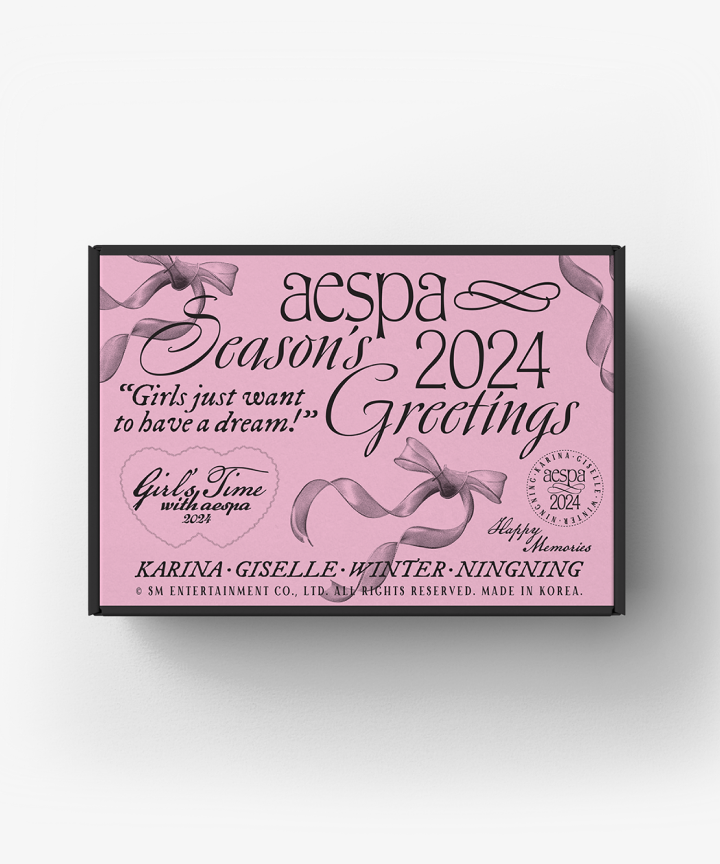 aespa
Season's 2024
Greetings
“Girls just want
to have a dream!”
Girl's Time
with aespa
2024
KARINA·GISELLE·WINTER·NINGNING·
aespa
2024
Happy
Memories
KARINA·GISELLE·WINTER·NINGNING
© SM ENTERTAINMENT CO., LTD. ALL RIGHTS RESERVED. MADE IN KOREA.